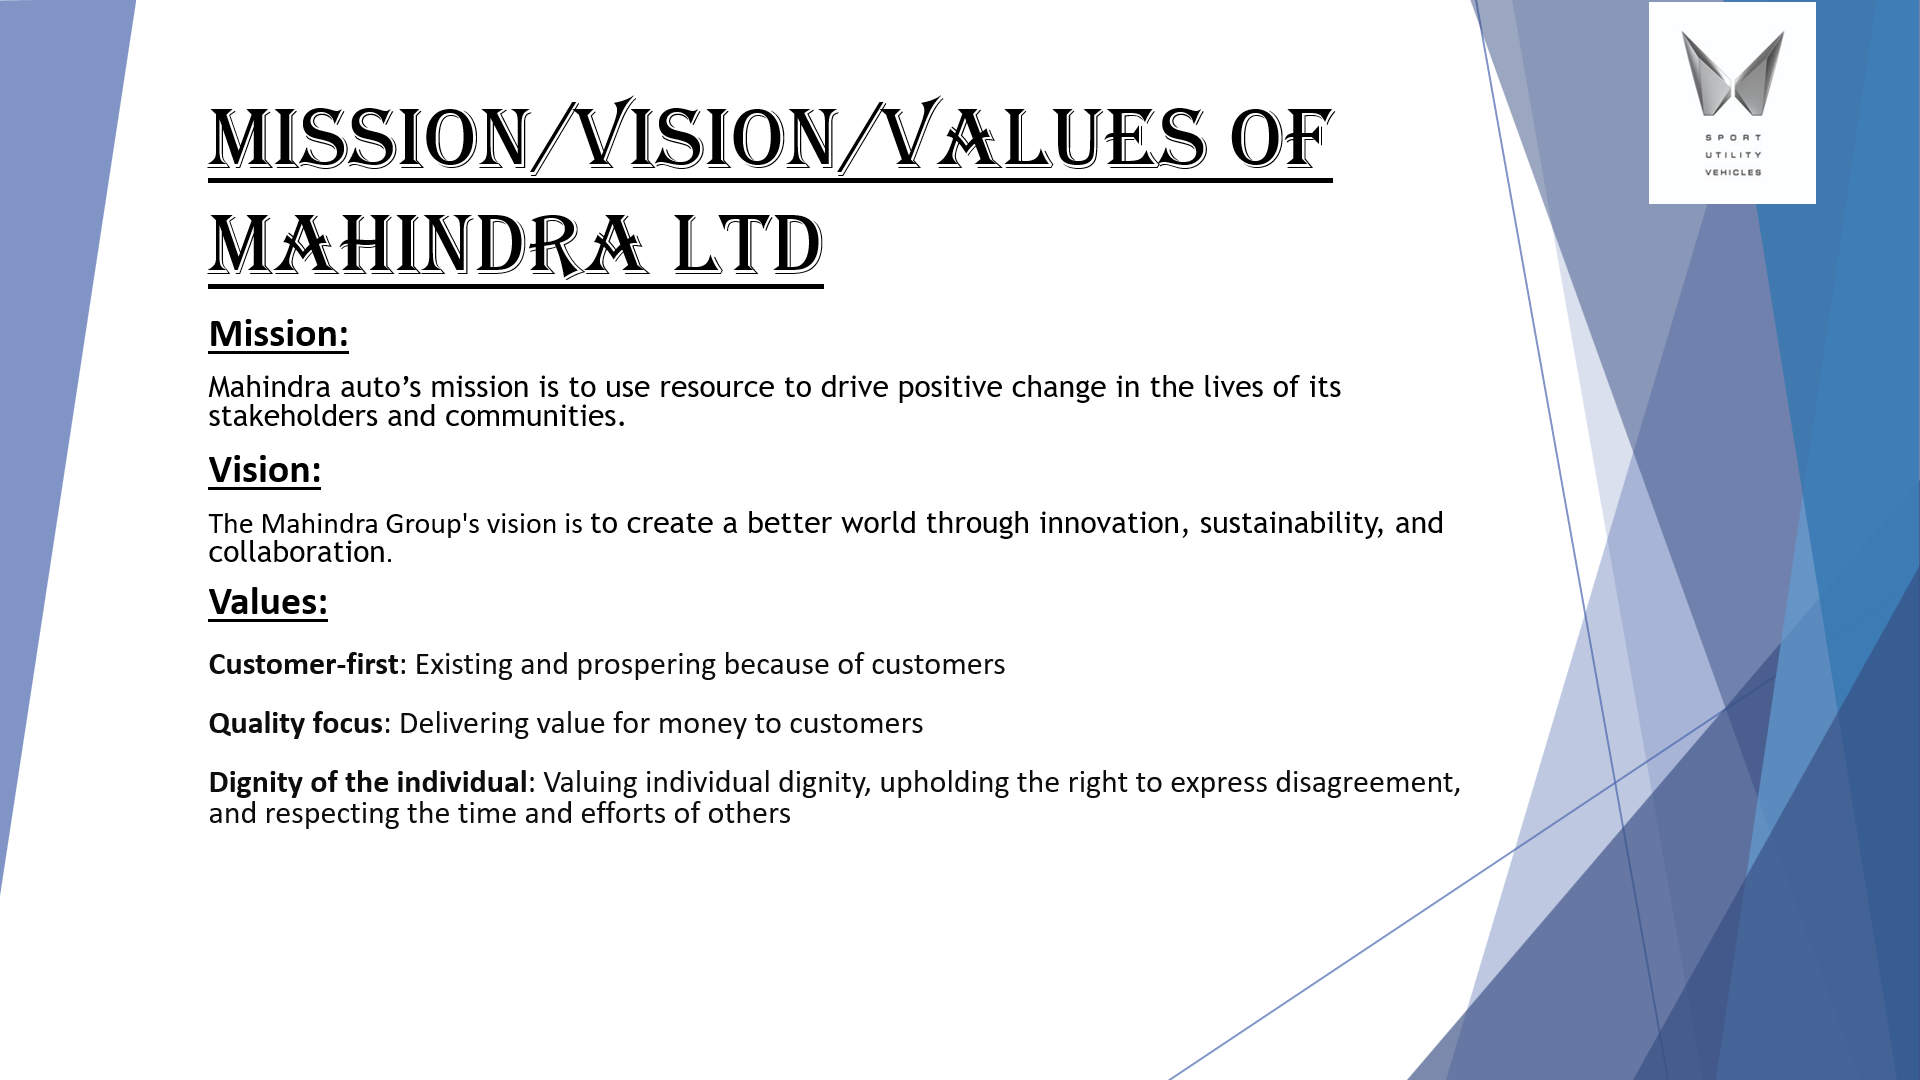 MISSION/VISION/VALUES OF
MAHINDRA LTD
SPORT
UTILITY
VEHICLES
Mission:
Mahindra auto’s mission is to use resource to drive positive change in the lives of its
stakeholders and communities.
Vision:
The Mahindra Group's vision is to create a better world through innovation, sustainability, and
collaboration.
Values:
Customer-first: Existing and prospering because of customers
Quality focus: Delivering value for money to customers
Dignity of the individual: Valuing individual dignity, upholding the right to express disagreement,
and respecting the time and efforts of others